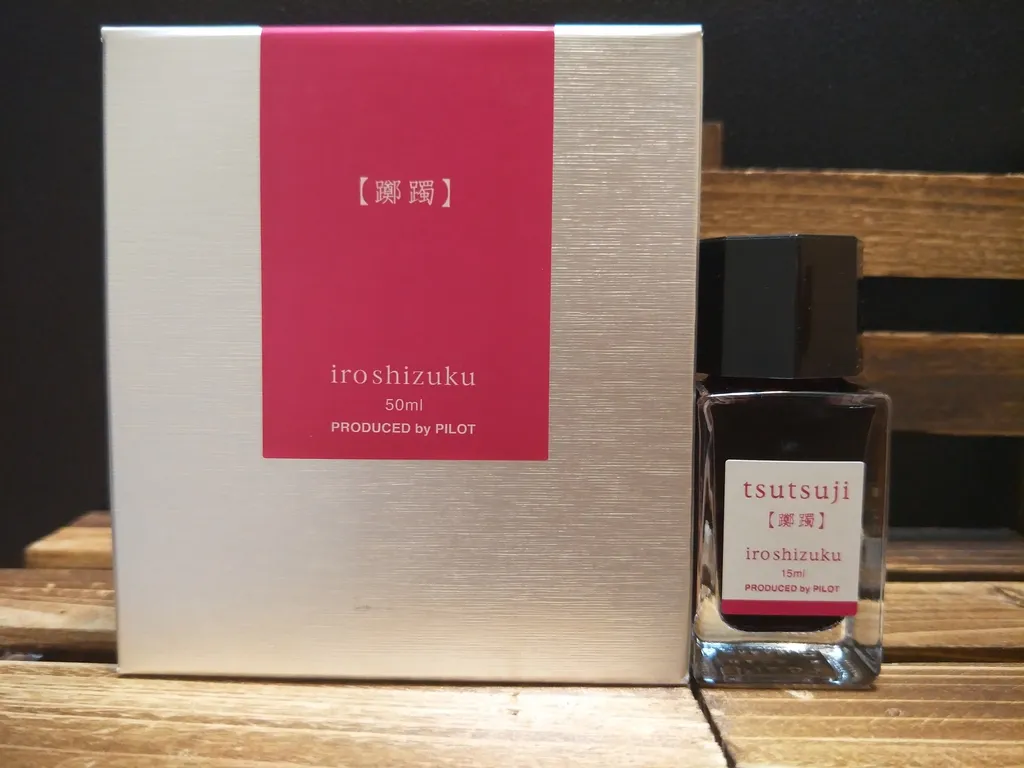 【躑躅】
iroshizuku
50ml
PRODUCED by PILOT
tsutsuji
【躑躅】
iroshizuku
15ml
PRODUCED by PILOT